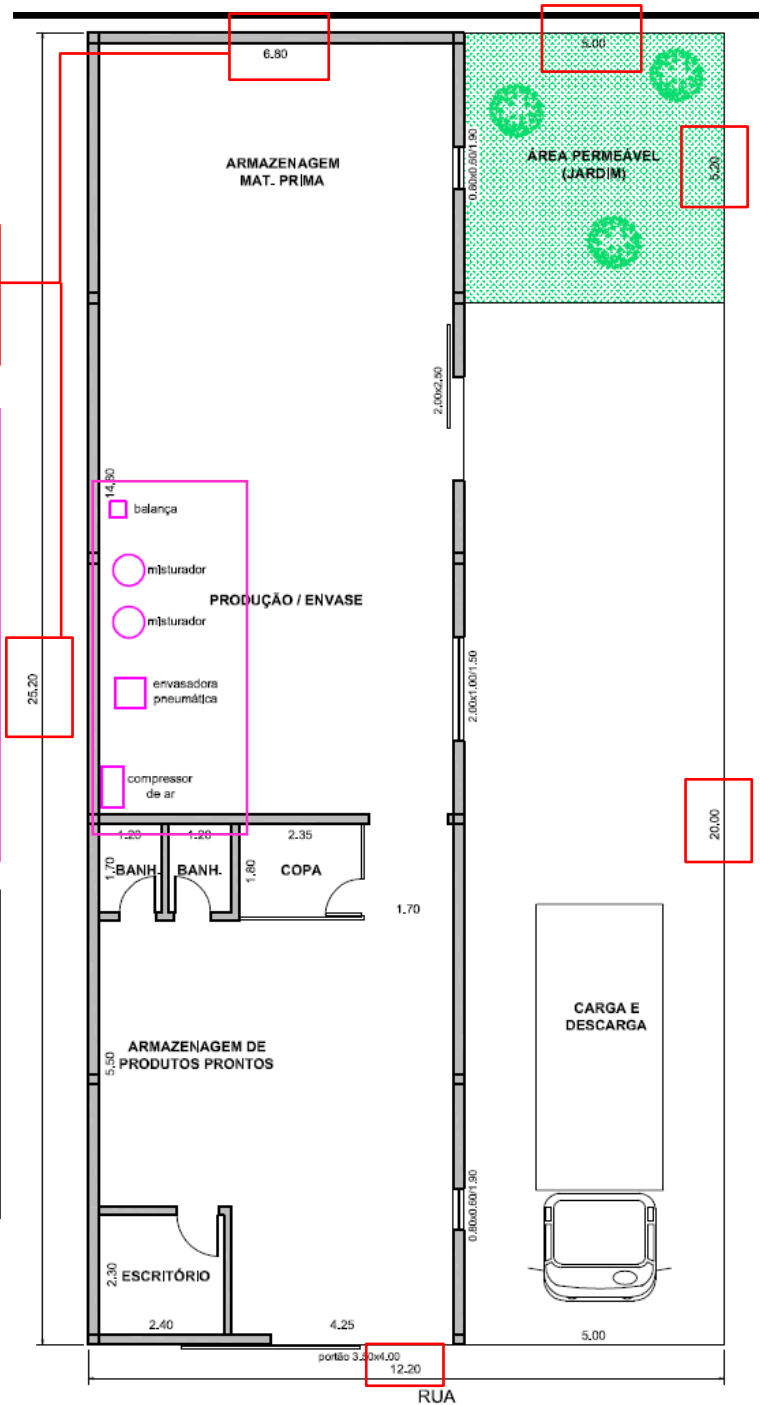 6.80
5.00
ARMAZENAGEM
MAT. PRIMA
0.80x0.60/1.90
ÁREA PERMEÁVEL
(JARDIM)
5.20
2.00x2.50
14.80
balança
misturador
PRODUÇÃO / ENVASE
misturador
envasadora
pneumática
25.20
2.00x1.00/1.50
compressor
de ar
1.20
1.20
2.35
20.00
1.70
BANH.
BANH.
1.80
COPA
1.70
CARGA E
DESCARGA
ARMAZENAGEM DE
PRODUTOS PRONTOS
5.50
0.80x0.60/1.90
2.30
ESCRITÓRIO
2.40
4.25
5.00
portão 3.50x4.00
12.20
RUA